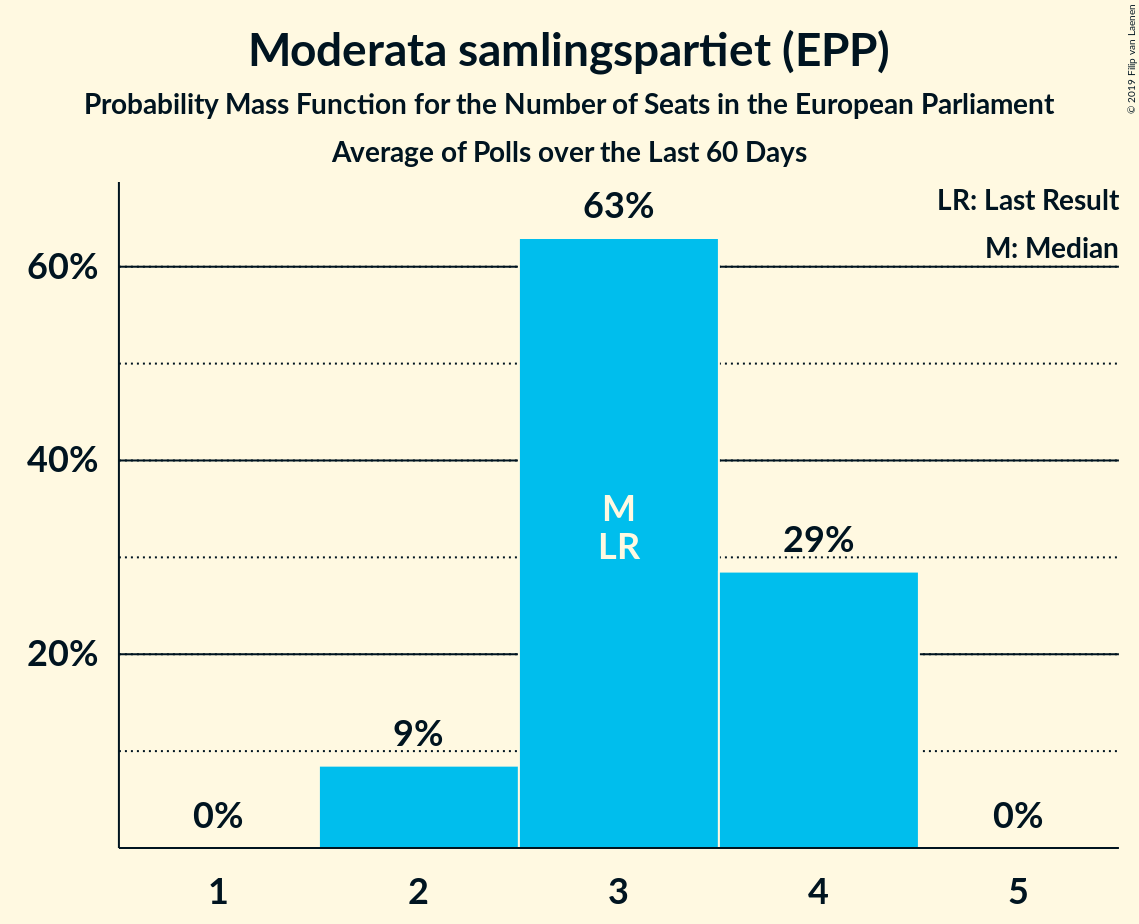 Moderata samlingspartiet (EPP)
Probability Mass Function for the Number of Seats in the European Parliament
Average of Polls over the Last 60 Days
© 2019 Filip van Laenen
LR: Last Result
M: Median
63%
60%
40%
M
LR
29%
20%
9%
0%
0%
1 2 3 4 5